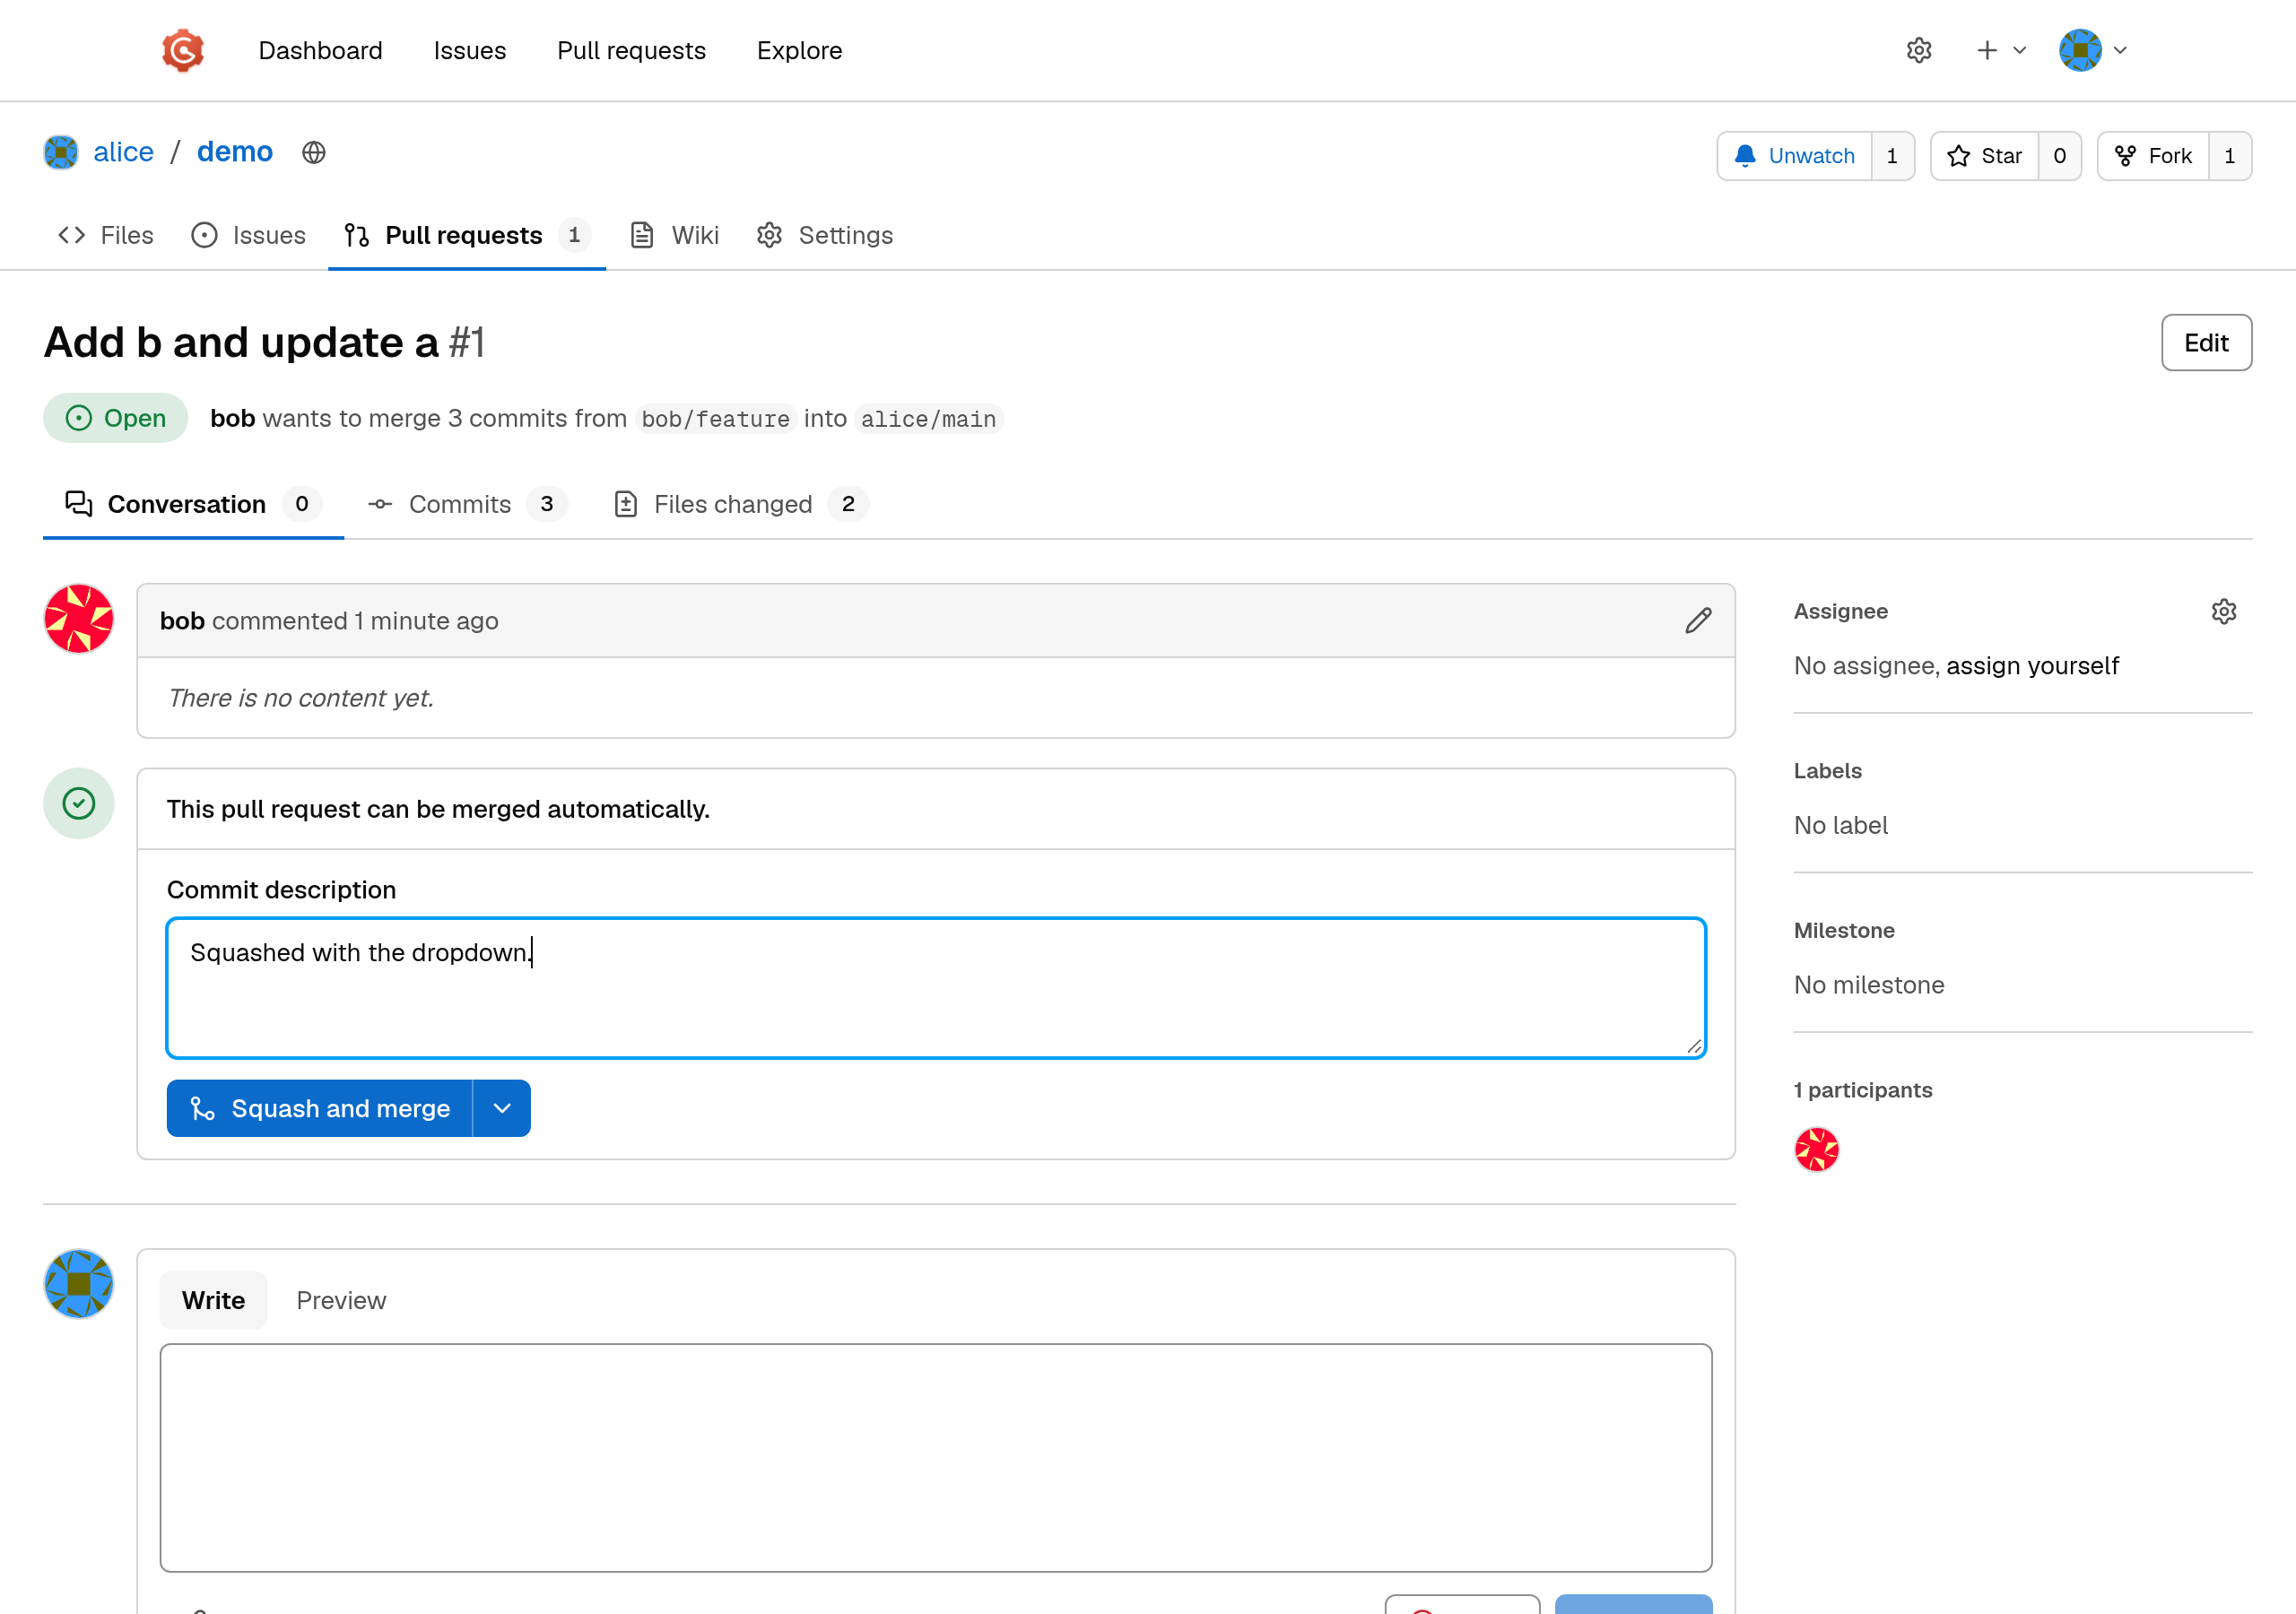 Dashboard Issues Pull requests Explore
alice / demo
Unwatch 1 Star 0 Fork 1
Files Issues Pull requests 1 Wiki Settings
Add b and update a #1
Edit
Open bob wants to merge 3 commits from bob/feature into alice/main
Conversation 0 Commits 3 Files changed 2
bob commented 1 minute ago
There is no content yet.
This pull request can be merged automatically.
Commit description
Squashed with the dropdown.
Squash and merge
Assignee
No assignee, assign yourself
Labels
No label
Milestone
No milestone
1 participants
Write Preview